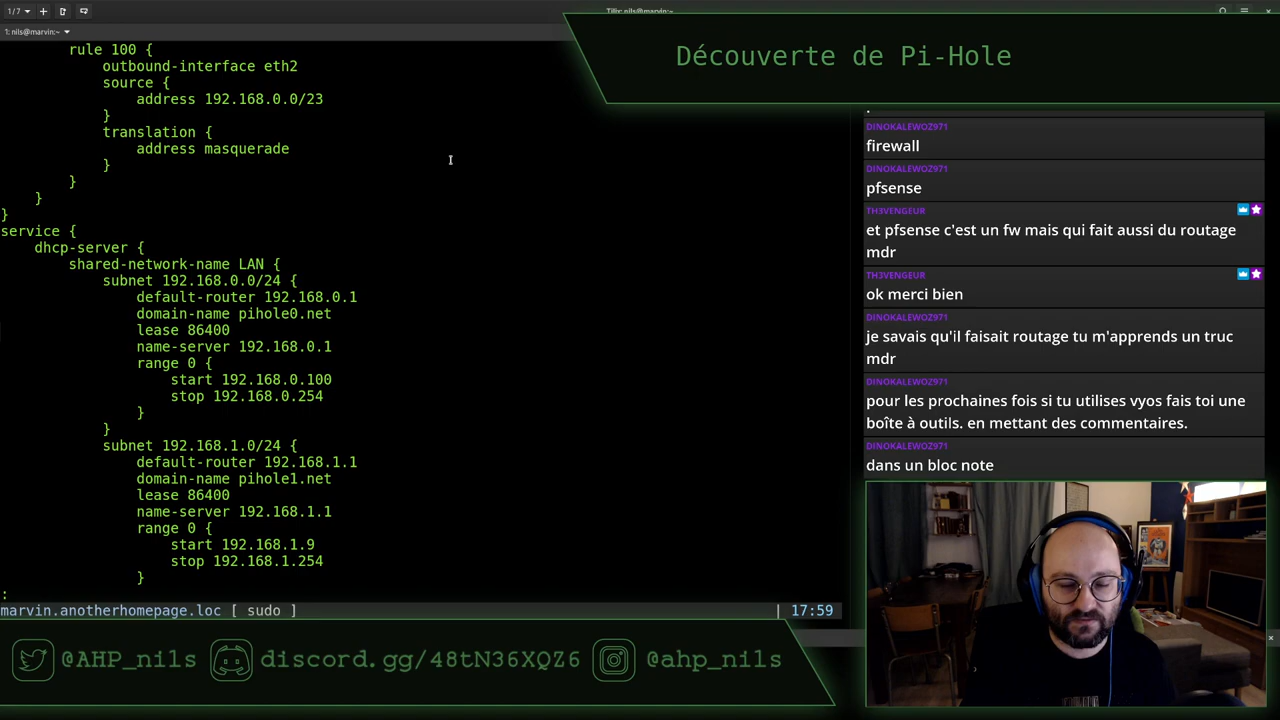 1/7
1: nils@marvin:~
Tilix: nils@marvin:~
Découverte de Pi-Hole
rule 100 {
outbound-interface eth2
source {
address 192.168.0.0/23
}
translation {
address masquerade
}
}
}
}
service {
dhcp-server {
shared-network-name LAN {
subnet 192.168.0.0/24 {
default-router 192.168.0.1
domain-name pihole0.net
lease 86400
name-server 192.168.0.1
range 0 {
start 192.168.0.100
stop 192.168.0.254
}
}
subnet 192.168.1.0/24 {
default-router 192.168.1.1
domain-name pihole1.net
lease 86400
name-server 192.168.1.1
range 0 {
start 192.168.1.9
stop 192.168.1.254
}
:
marvin.anotherhomepage.loc [ sudo ] | 17:59
DINOKALEWOZ971
firewall
DINOKALEWOZ971
pfsense
TH3VENGEUR
et pfsense c'est un fw mais qui fait aussi du routage
mdr
TH3VENGEUR
ok merci bien
DINOKALEWOZ971
je savais qu'il faisait routage tu m'apprends un truc
mdr
DINOKALEWOZ971
pour les prochaines fois si tu utilises vyos fais toi une
boîte à outils. en mettant des commentaires.
DINOKALEWOZ971
dans un bloc note
@AHP_nils discord.gg/48tN36XQZ6 @ahp_nils